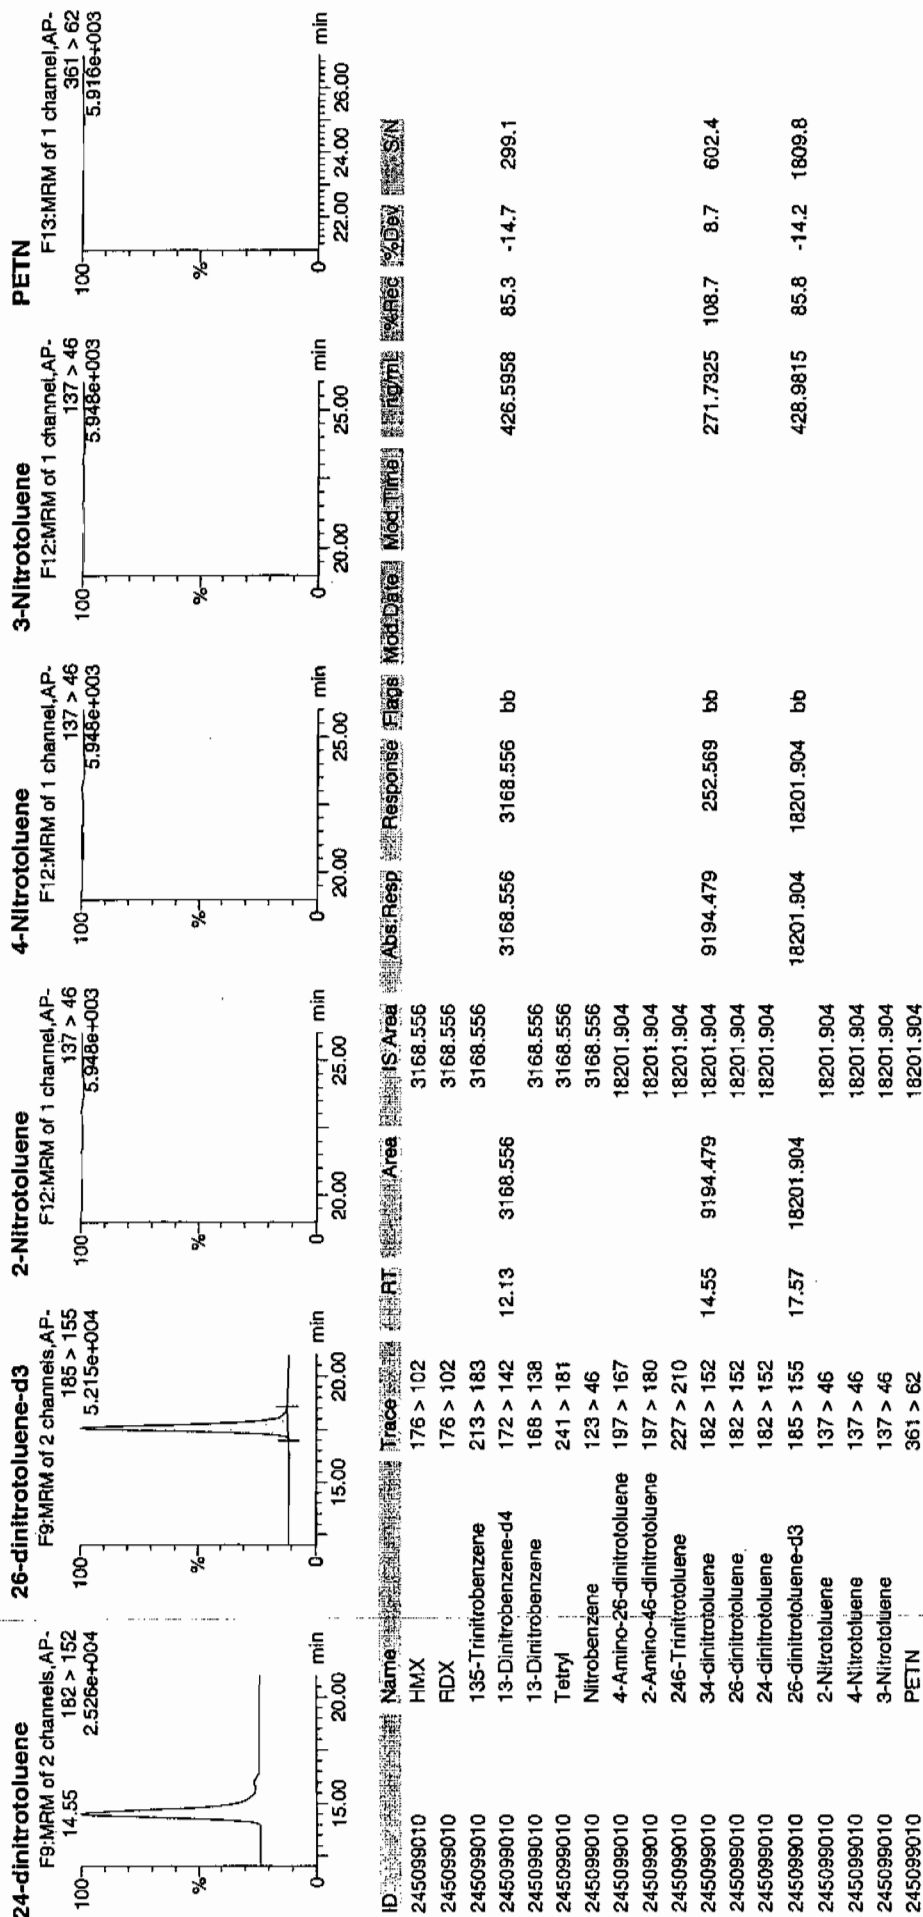 24-dinitrotoluene
F9:MRM of 2 channels,AP-
14.55 182 > 152
2.526e+004
100
%
0
15.00 20.00 min
26-dinitrotoluene-d3
F9:MRM of 2 channels,AP-
185 > 155
5.215e+004
100
%
0
15.00 20.00 min
2-Nitrotoluene
F12:MRM of 1 channel,AP-
137 > 46
5.948e+003
100
%
0
20.00 25.00 min
4-Nitrotoluene
F12:MRM of 1 channel,AP-
137 > 46
5.948e+003
100
%
0
20.00 25.00 min
3-Nitrotoluene
F12:MRM of 1 channel,AP-
137 > 46
5.948e+003
100
%
0
20.00 25.00 min
PETN
F13:MRM of 1 channel,AP-
361 > 62
5.916e+003
100
%
0
22.00 24.00 26.00 min
ID Name Trace RT Area IS Area Abs.Resp Response Flags Mod.Date Mod.Time ng/mL %Rec %Dev S/N
245099010 HMX 176 > 102 3168.556
245099010 RDX 176 > 102 3168.556
245099010 135-Trinitrobenzene 213 > 183 3168.556
245099010 13-Dinitrobenzene-d4 172 > 142 12.13 3168.556 3168.556 3168.556 bb 426.5958 85.3 -14.7 299.1
245099010 13-Dinitrobenzene 168 > 138 3168.556
245099010 Tetryl 241 > 181 3168.556
245099010 Nitrobenzene 123 > 46 3168.556
245099010 4-Amino-26-dinitrotoluene 197 > 167 18201.904
245099010 2-Amino-46-dinitrotoluene 197 > 180 18201.904
245099010 246-Trinitrotoluene 227 > 210 18201.904
245099010 34-dinitrotoluene 182 > 152 14.55 9194.479 18201.904 9194.479 252.569 bb 271.7325 108.7 8.7 602.4
245099010 26-dinitrotoluene 182 > 152 18201.904
245099010 24-dinitrotoluene 182 > 152 18201.904
245099010 26-dinitrotoluene-d3 185 > 155 17.57 18201.904 18201.904 18201.904 bb 428.9815 85.8 -14.2 1809.8
245099010 2-Nitrotoluene 137 > 46 18201.904
245099010 4-Nitrotoluene 137 > 46 18201.904
245099010 3-Nitrotoluene 137 > 46 18201.904
245099010 PETN 361 > 62 18201.904